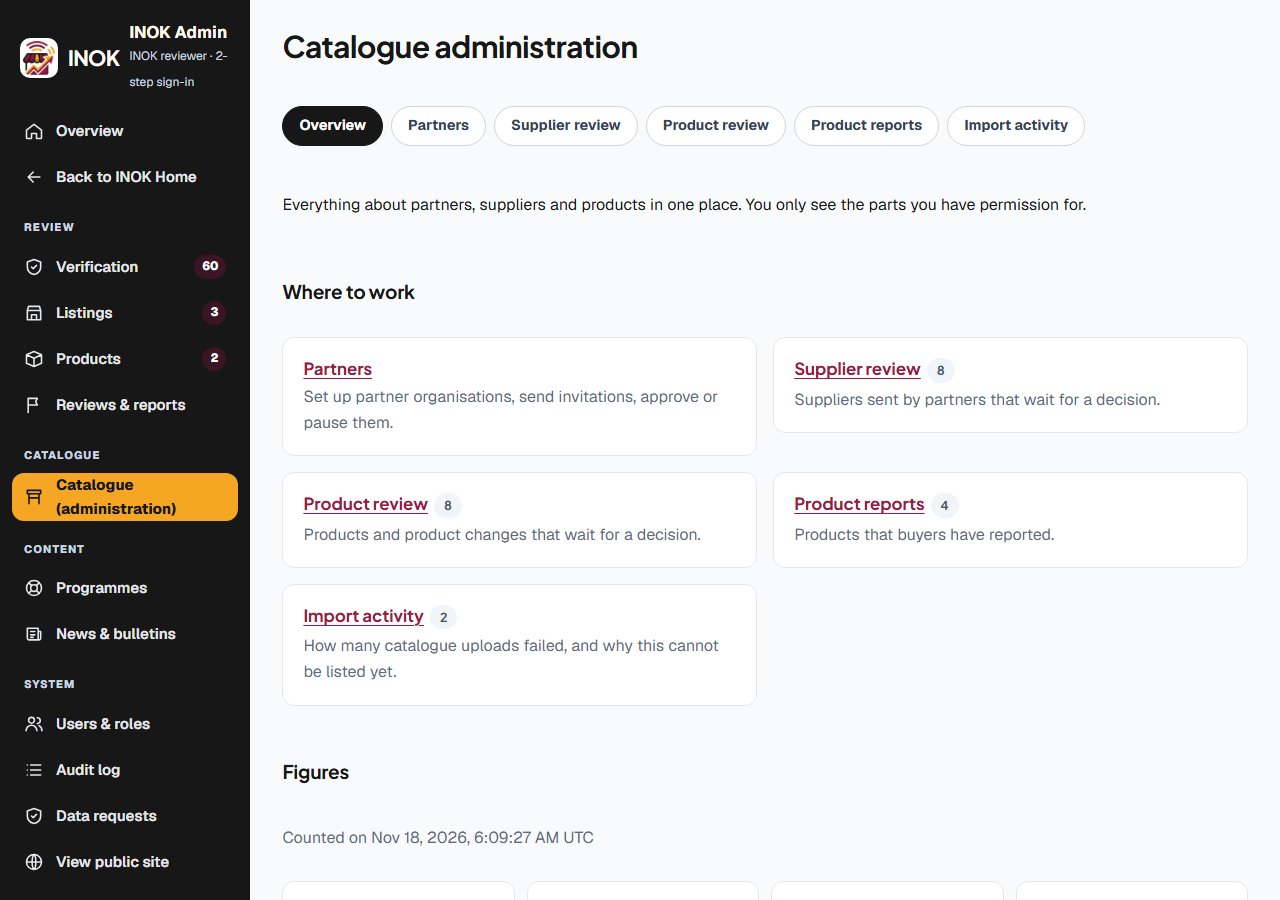 INOK
INOK Admin
INOK reviewer · 2-
step sign-in
Overview
Back to INOK Home
REVIEW
Verification 60
Listings 3
Products 2
Reviews & reports
CATALOGUE
Catalogue
(administration)
CONTENT
Programmes
News & bulletins
SYSTEM
Users & roles
Audit log
Data requests
View public site
Catalogue administration
Overview Partners Supplier review Product review Product reports Import activity
Everything about partners, suppliers and products in one place. You only see the parts you have permission for.
Where to work
Partners
Set up partner organisations, send invitations, approve or
pause them.
Supplier review 8
Suppliers sent by partners that wait for a decision.
Product review 8
Products and product changes that wait for a decision.
Product reports 4
Products that buyers have reported.
Import activity 2
How many catalogue uploads failed, and why this cannot
be listed yet.
Figures
Counted on Nov 18, 2026, 6:09:27 AM UTC